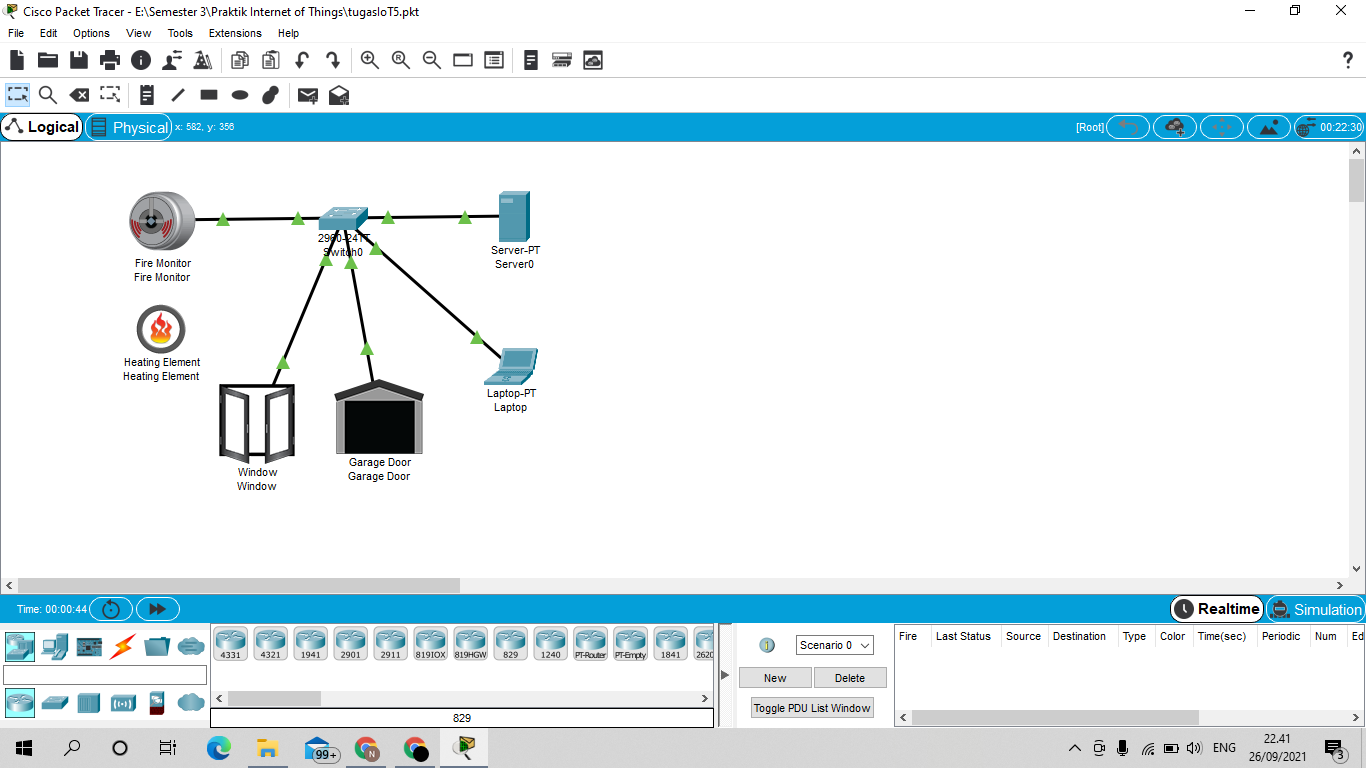 Cisco Packet Tracer - E:\Semester 3\Praktik Internet of Things\tugasIoT5.pkt
File Edit Options View Tools Extensions Help
R
?
Logical Physical x: 582, y: 356 [Root] 00:22:30
2960-24TT
Switch0
Server-PT
Server0
Fire Monitor
Fire Monitor
Heating Element
Heating Element
Laptop-PT
Laptop
Window
Window
Garage Door
Garage Door
Time: 00:00:44 Realtime Simulation
4331 4321 1941 2901 2911 819IOX 819HGW 829 1240 PT-Router PT-Empty 1841 2620
829
Scenario 0
New Delete
Toggle PDU List Window
Fire Last Status Source Destination Type Color Time(sec) Periodic Num Ed
99+ N ENG 22.41
26/09/2021 3